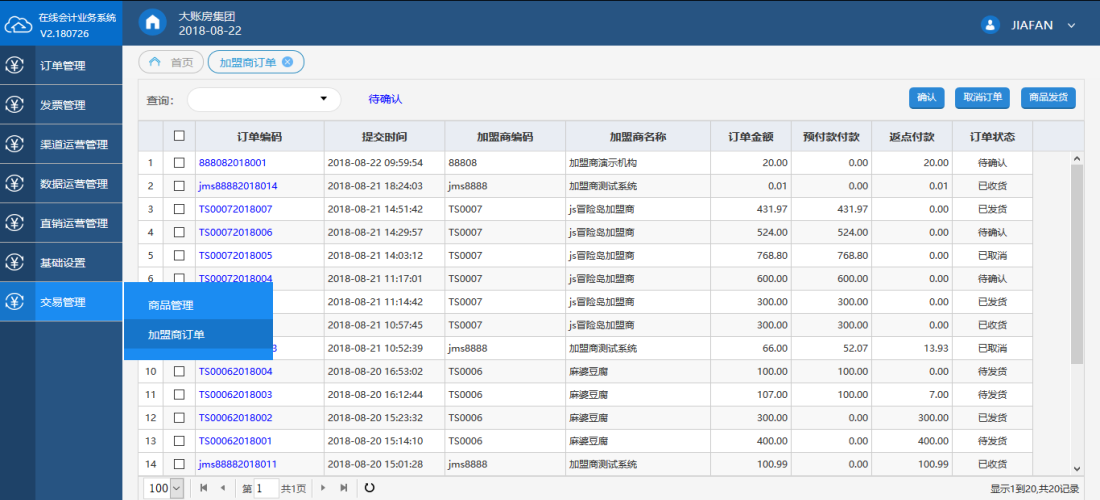 在线会计业务系统
V2.180726
大账房集团
2018-08-22
JIAFAN
订单管理
发票管理
渠道运营管理
数据运营管理
直销运营管理
基础设置
交易管理
商品管理
加盟商订单
首页
加盟商订单
查询：
待确认
确认
取消订单
商品发货
订单编码 提交时间 加盟商编码 加盟商名称 订单金额 预付款付款 返点付款 订单状态
1 888082018001 2018-08-22 09:59:54 88808 加盟商演示机构 20.00 0.00 20.00 待确认
2 jms88882018014 2018-08-21 18:24:03 jms8888 加盟商测试系统 0.01 0.00 0.01 已收货
3 TS00072018007 2018-08-21 14:51:42 TS0007 js冒险岛加盟商 431.97 431.97 0.00 已发货
4 TS00072018006 2018-08-21 14:29:57 TS0007 js冒险岛加盟商 524.00 524.00 0.00 待确认
5 TS00072018005 2018-08-21 14:03:12 TS0007 js冒险岛加盟商 768.80 768.80 0.00 已取消
6 TS00072018004 2018-08-21 11:17:01 TS0007 js冒险岛加盟商 600.00 600.00 0.00 待确认
2018-08-21 11:14:42 TS0007 js冒险岛加盟商 300.00 300.00 0.00 已发货
2018-08-21 10:57:45 TS0007 js冒险岛加盟商 300.00 300.00 0.00 已收货
3 2018-08-21 10:52:39 jms8888 加盟商测试系统 66.00 52.07 13.93 已取消
10 TS00062018004 2018-08-20 16:53:02 TS0006 麻婆豆腐 100.00 100.00 0.00 待发货
11 TS00062018003 2018-08-20 16:12:44 TS0006 麻婆豆腐 107.00 100.00 7.00 待发货
12 TS00062018002 2018-08-20 15:23:32 TS0006 麻婆豆腐 300.00 0.00 300.00 已发货
13 TS00062018001 2018-08-20 15:14:10 TS0006 麻婆豆腐 400.00 0.00 400.00 待发货
14 jms88882018011 2018-08-20 15:01:28 jms8888 加盟商测试系统 100.99 0.00 100.99 已收货
100 第 1 共1页 显示1到20,共20记录